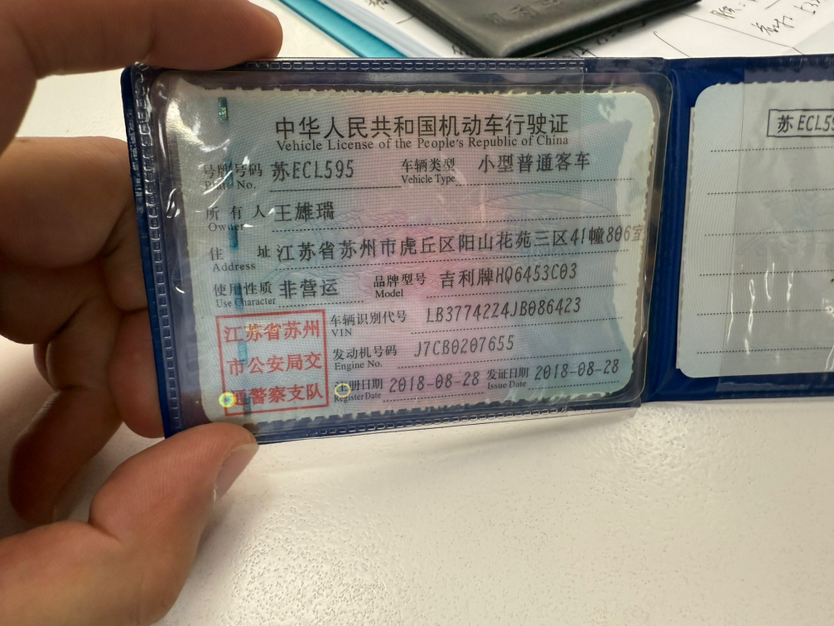 中华人民共和国机动车行驶证
Vehicle License of the People's Republic of China
号牌号码 苏ECL595 车辆类型 小型普通客车
Plate No. Vehicle Type
所有人 王雄瑞
Owner
住址 江苏省苏州市虎丘区阳山花苑三区41幢806室
Address
使用性质 非营运 品牌型号 吉利牌HQ6453C03
Use Character Model
江苏省苏州
市公安局交
通警察支队
车辆识别代号 LB37742Z4JB086423
VIN
发动机号码 J7CB0207655
Engine No.
注册日期 2018-08-28 发证日期 2018-08-28
Register Date Issue Date
苏ECL59